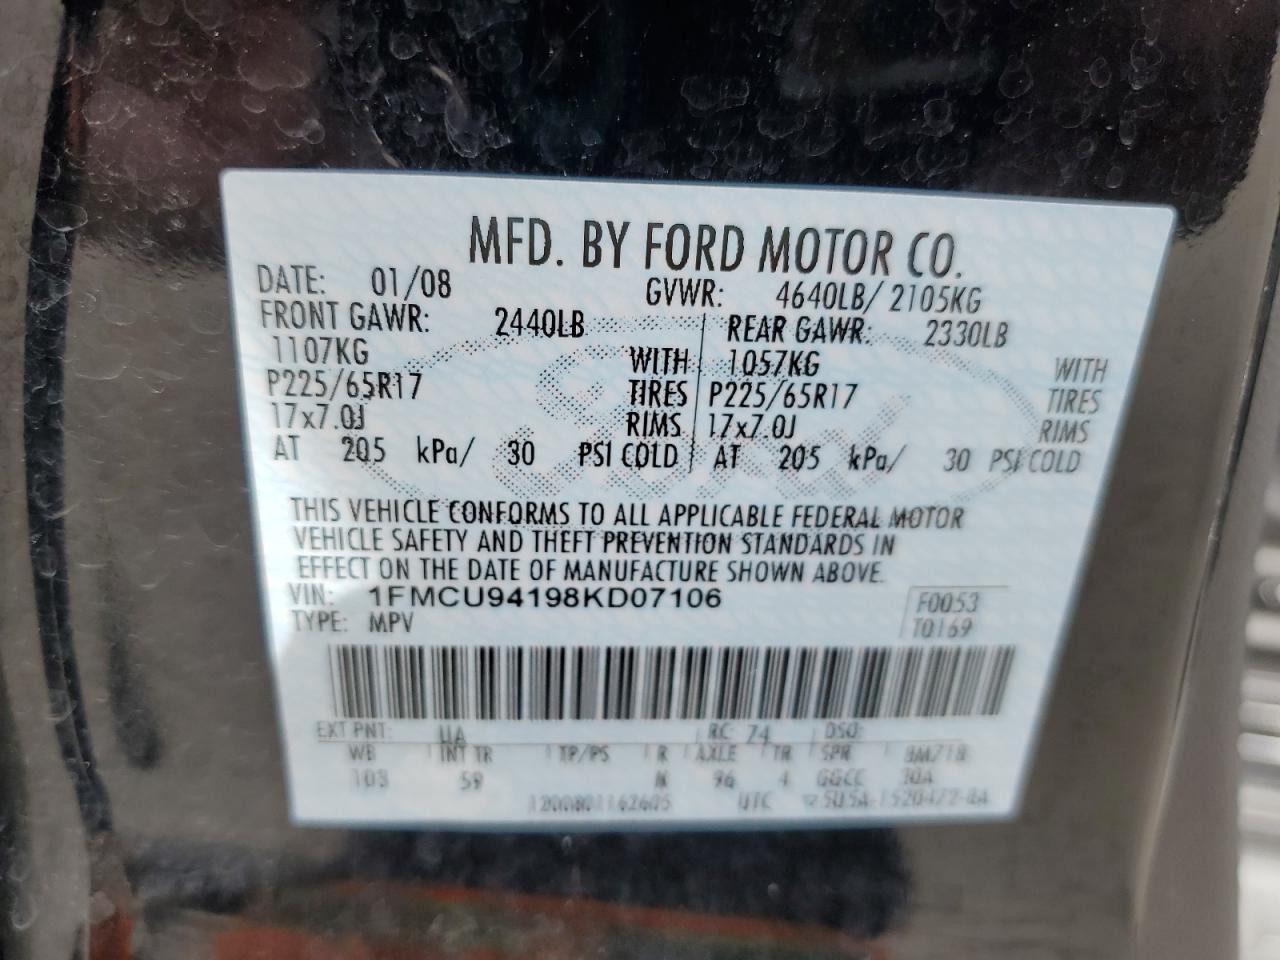 MFD. BY FORD MOTOR CO.
DATE: 01/08 GVWR: 4640LB/ 2105KG
FRONT GAWR: 2440LB REAR GAWR: 2330LB
1107KG WITH 1057KG WITH
P225/65R17 TIRES P225/65R17 TIRES
17x7.0J RIMS 17x7.0J RIMS
AT 205 kPa/ 30 PSI COLD AT 205 kPa/ 30 PSI COLD
THIS VEHICLE CONFORMS TO ALL APPLICABLE FEDERAL MOTOR
VEHICLE SAFETY AND THEFT PREVENTION STANDARDS IN
EFFECT ON THE DATE OF MANUFACTURE SHOWN ABOVE.
VIN: 1FMCU94198KD07106 F0053
TYPE: MPV T0169
EXT PNT: UA RC: 74 DSO:
WB INT TR TP/PS R AXLE TR SPR
103 59 N 96 4 GGCC
1200801162605 UTC